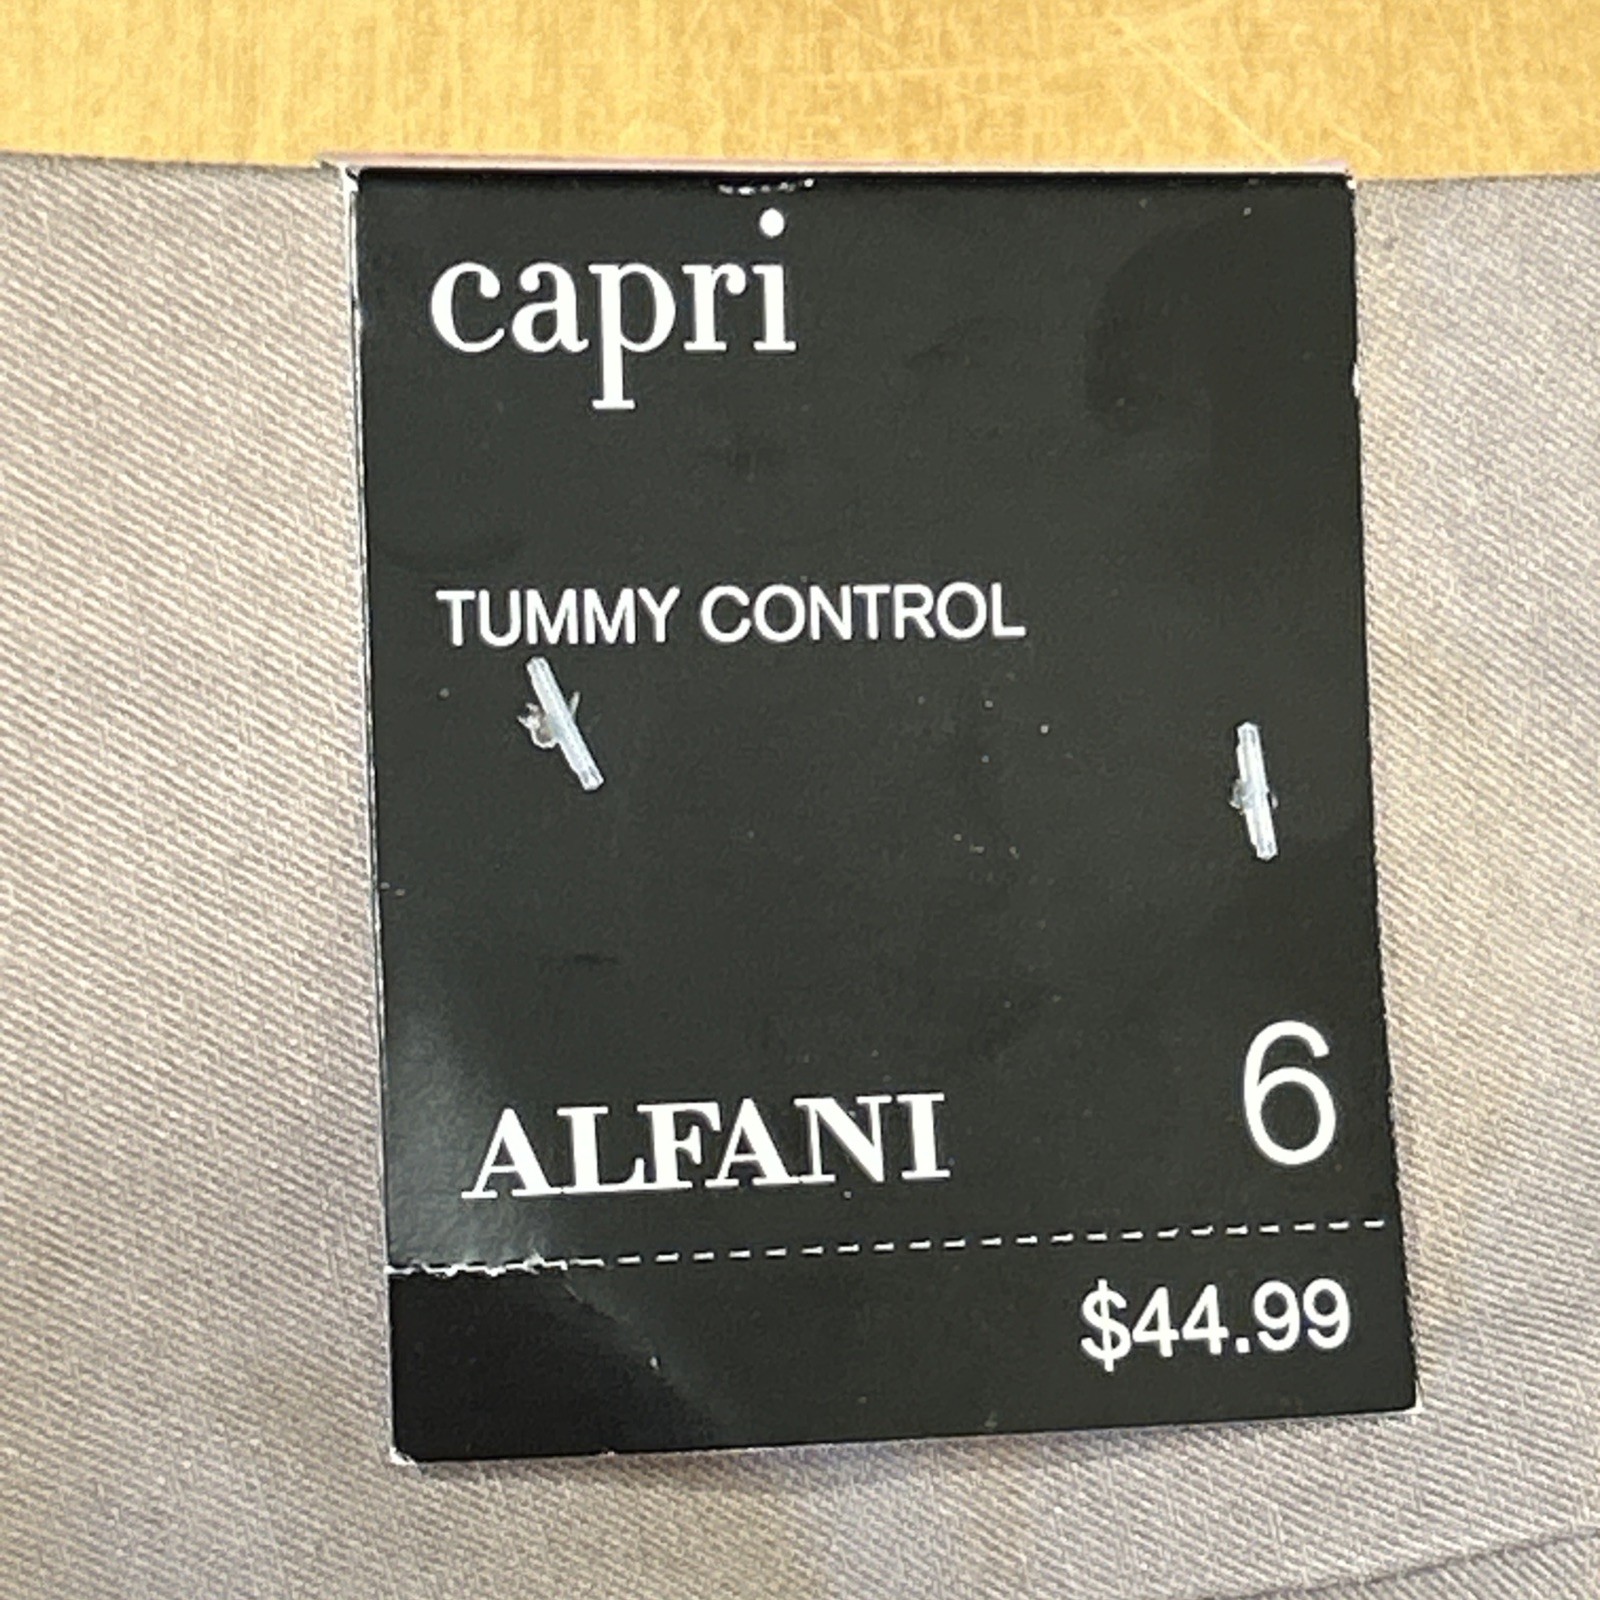 capri
TUMMY CONTROL
ALFANI
6
$44.99